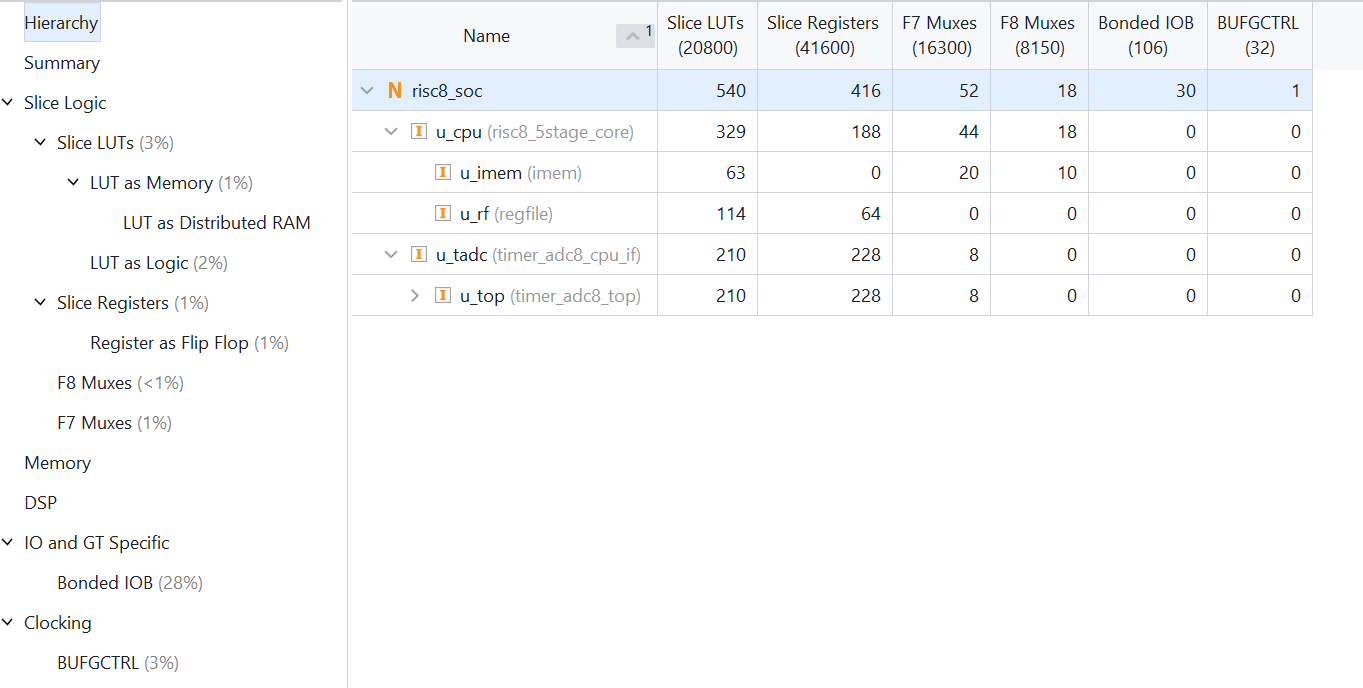 Hierarchy
Summary
Slice Logic
Slice LUTs (3%)
LUT as Memory (1%)
LUT as Distributed RAM
LUT as Logic (2%)
Slice Registers (1%)
Register as Flip Flop (1%)
F8 Muxes (<1%)
F7 Muxes (1%)
Memory
DSP
IO and GT Specific
Bonded IOB (28%)
Clocking
BUFGCTRL (3%)
Name 1 Slice LUTs (20800) Slice Registers (41600) F7 Muxes (16300) F8 Muxes (8150) Bonded IOB (106) BUFGCTRL (32)
N risc8_soc 540 416 52 18 30 1
I u_cpu (risc8_5stage_core) 329 188 44 18 0 0
I u_imem (imem) 63 0 20 10 0 0
I u_rf (regfile) 114 64 0 0 0 0
I u_tadc (timer_adc8_cpu_if) 210 228 8 0 0 0
I u_top (timer_adc8_top) 210 228 8 0 0 0